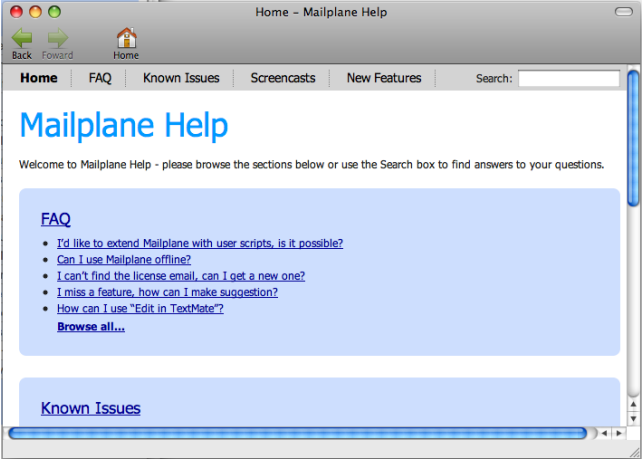 Home – Mailplane Help
Back Foward Home
Home FAQ Known Issues Screencasts New Features Search:
Mailplane Help
Welcome to Mailplane Help - please browse the sections below or use the Search box to find answers to your questions.
FAQ
• I'd like to extend Mailplane with user scripts, is it possible?
• Can I use Mailplane offline?
• I can't find the license email, can I get a new one?
• I miss a feature, how can I make suggestion?
• How can I use “Edit in TextMate”?
Browse all...
Known Issues